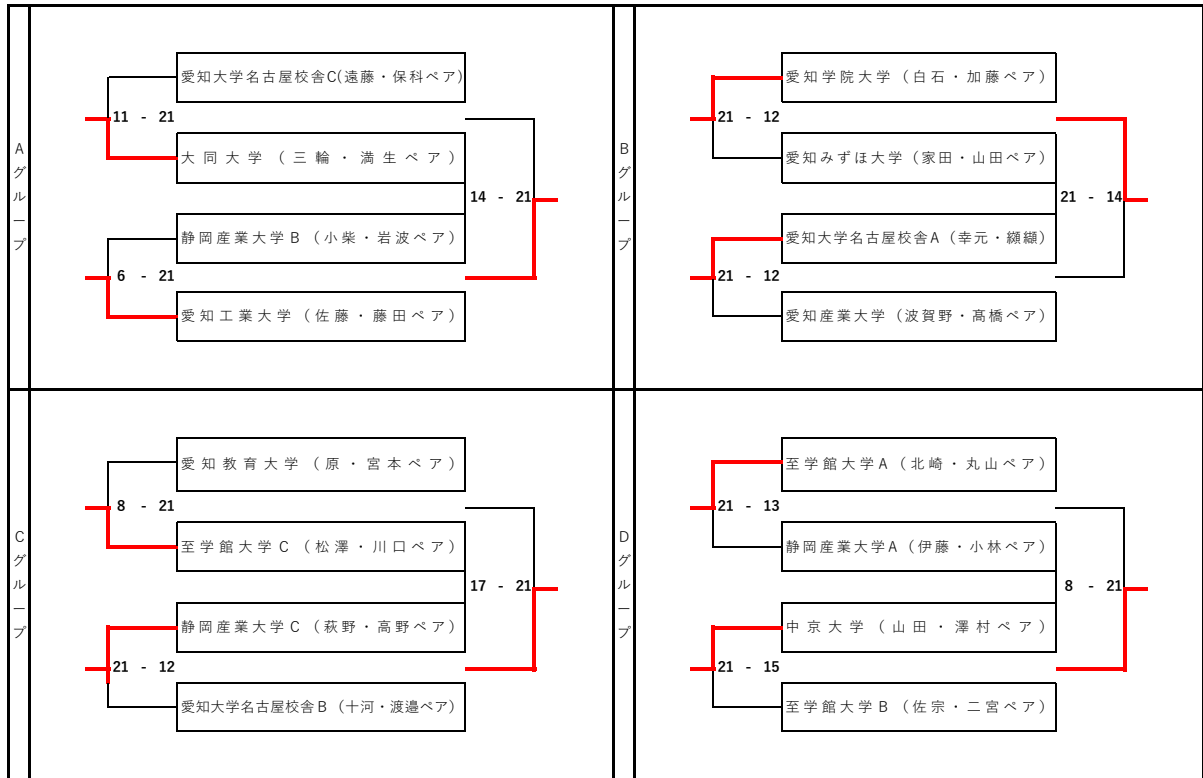 Aグループ
愛知大学名古屋校舎C(遠藤・保科ペア)
11 - 21
大同大学（三輪・満生ペア）
14 - 21
静岡産業大学B（小柴・岩波ペア）
6 - 21
愛知工業大学（佐藤・藤田ペア）
Bグループ
愛知学院大学（白石・加藤ペア）
21 - 12
愛知みずほ大学（家田・山田ペア）
21 - 14
愛知大学名古屋校舎A（幸元・纐纈）
21 - 12
愛知産業大学（波賀野・髙橋ペア）
Cグループ
愛知教育大学（原・宮本ペア）
8 - 21
至学館大学C（松澤・川口ペア）
17 - 21
静岡産業大学C（萩野・高野ペア）
21 - 12
愛知大学名古屋校舎B（十河・渡邉ペア）
Dグループ
至学館大学A（北崎・丸山ペア）
21 - 13
静岡産業大学A（伊藤・小林ペア）
8 - 21
中京大学（山田・澤村ペア）
21 - 15
至学館大学B（佐宗・二宮ペア）